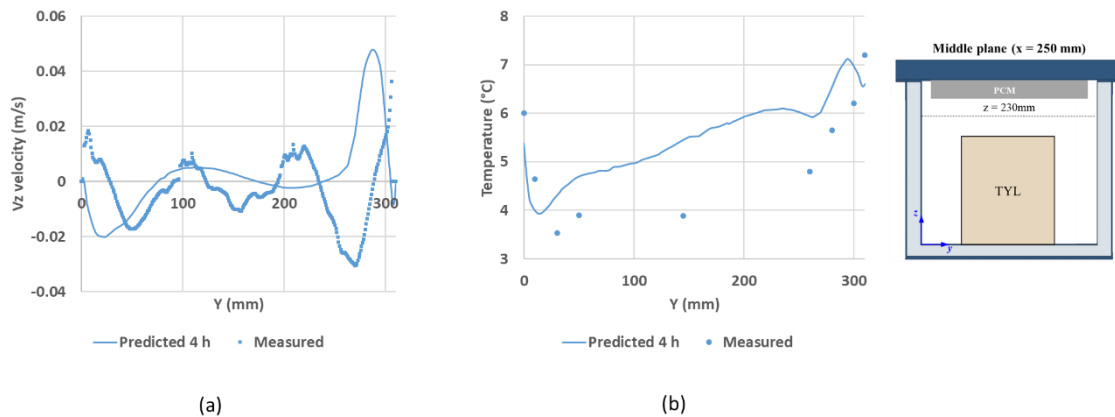 0.06
0.04
0.02
0
-0.02
-0.04
Vz velocity (m/s)
0 100 200 300
Y (mm)
Predicted 4 h Measured
(a)
8
7
6
5
4
3
Temperature (°C)
0 100 200 300
Y (mm)
Predicted 4 h Measured
(b)
Middle plane (x = 250 mm)
PCM
z = 230mm
TYL
z
y